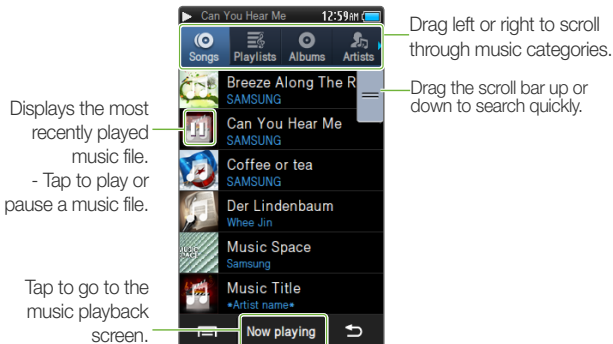 Can You Hear Me 12:59AM
Songs Playlists Albums Artists
Breeze Along The R
SAMSUNG
Can You Hear Me
SAMSUNG
Coffee or tea
SAMSUNG
Der Lindenbaum
Whee Jin
Music Space
Samsung
Music Title
*Artist name*
Now playing
Drag left or right to scroll
through music categories.
Drag the scroll bar up or
down to search quickly.
Displays the most
recently played
music file.
- Tap to play or
pause a music file.
Tap to go to the
music playback
screen.